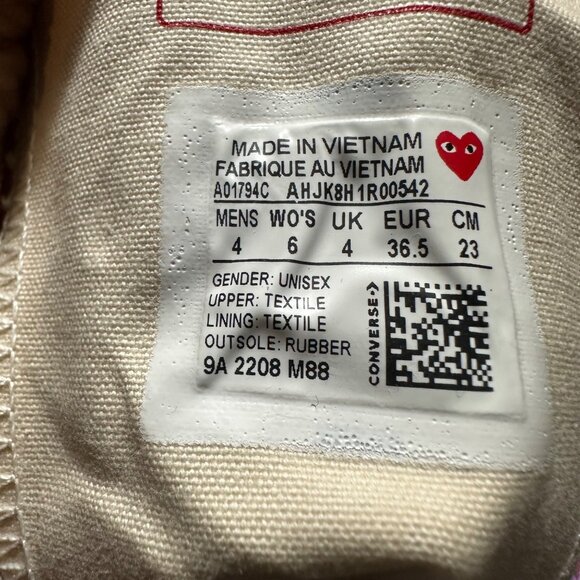 MADE IN VIETNAM
FABRIQUE AU VIETNAM
A01794C AHJK8H1R00542
MENS WO'S UK EUR CM
4 6 4 36.5 23
GENDER: UNISEX
UPPER: TEXTILE
LINING: TEXTILE
OUTSOLE: RUBBER
9A 2208 M88
CONVERSE